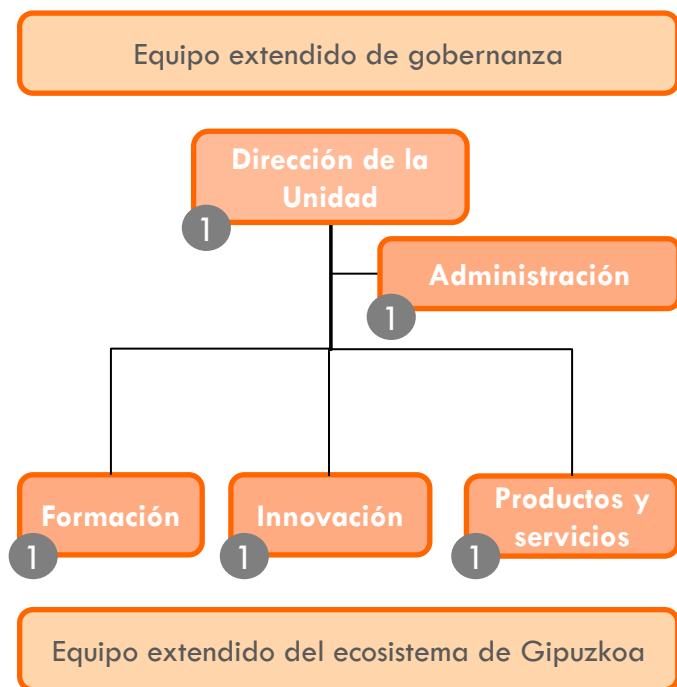 Equipo extendido de gobernanza
Dirección de la
Unidad
1
Administración
1
Formación
1
Innovación
1
Productos y
servicios
1
Equipo extendido del ecosistema de Gipuzkoa